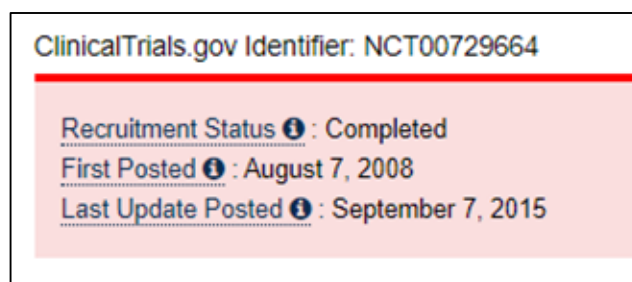 ClinicalTrials.gov Identifier: NCT00729664
Recruitment Status : Completed
First Posted : August 7, 2008
Last Update Posted : September 7, 2015